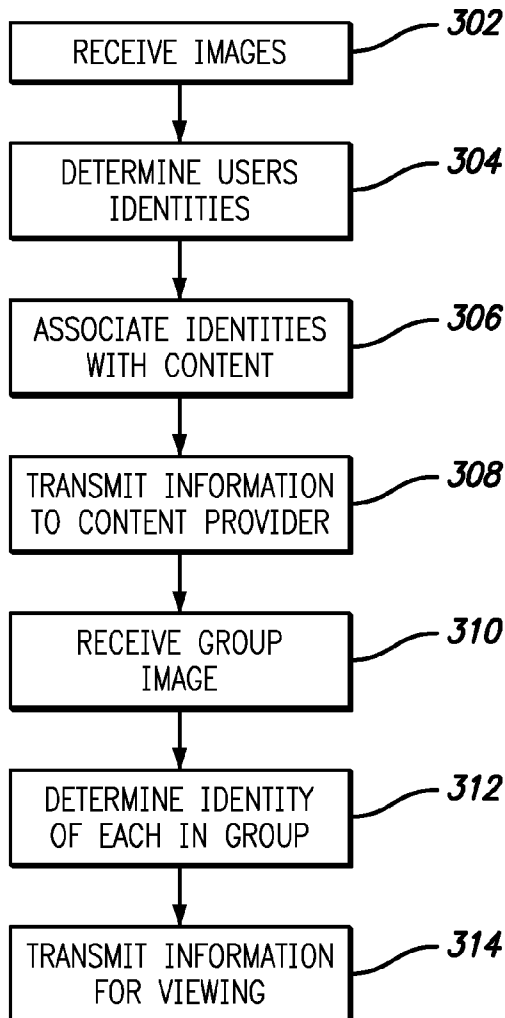 RECEIVE IMAGES
302
DETERMINE USERS
IDENTITIES
304
ASSOCIATE IDENTITIES
WITH CONTENT
306
TRANSMIT INFORMATION
TO CONTENT PROVIDER
308
RECEIVE GROUP
IMAGE
310
DETERMINE IDENTITY
OF EACH IN GROUP
312
TRANSMIT INFORMATION
FOR VIEWING
314